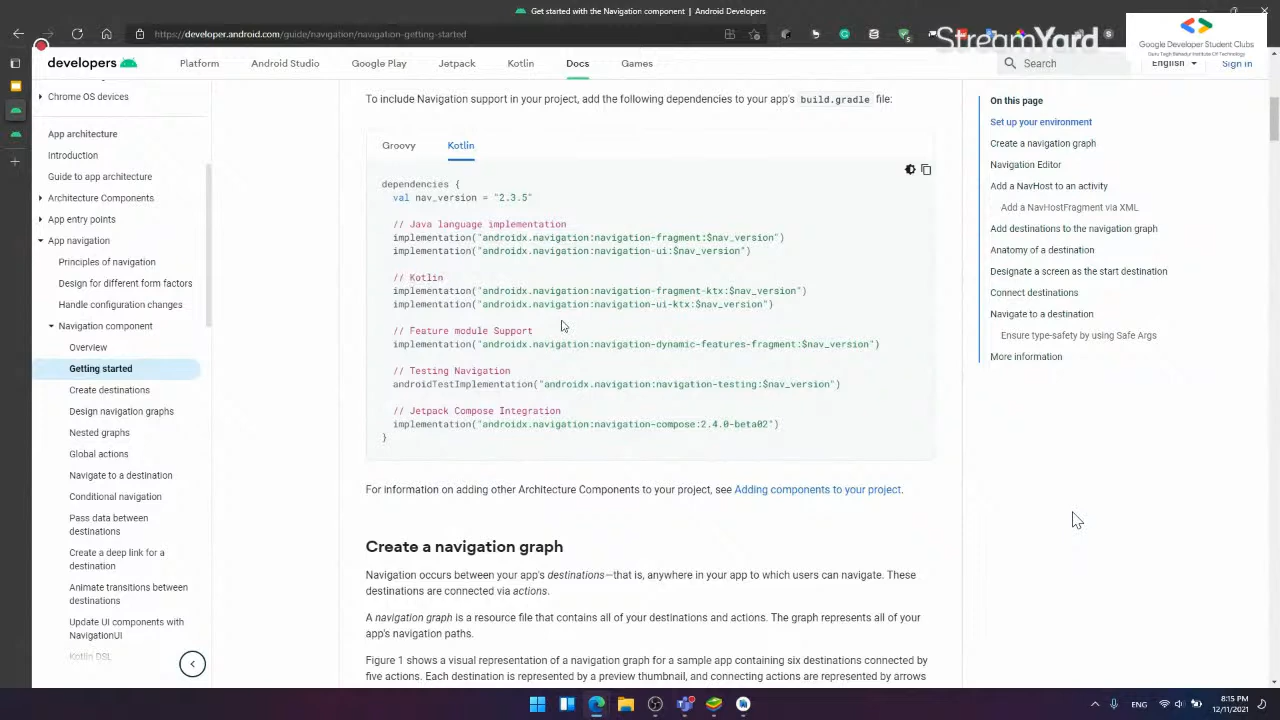 Get started with the Navigation component | Android Developers
https://developer.android.com/guide/navigation/navigation-getting-started
StreamYard
Google Developer Student Clubs
Guru Tegh Bahadur Institute Of Technology
developers
Platform
Android Studio
Google Play
Jetpack
Kotlin
Docs
Games
Search
English
Sign in
Chrome OS devices
App architecture
Introduction
Guide to app architecture
Architecture Components
App entry points
App navigation
Principles of navigation
Design for different form factors
Handle configuration changes
Navigation component
Overview
Getting started
Create destinations
Design navigation graphs
Nested graphs
Global actions
Navigate to a destination
Conditional navigation
Pass data between
destinations
Create a deep link for a
destination
Animate transitions between
destinations
Update UI components with
NavigationUI
Kotlin DSL
To include Navigation support in your project, add the following dependencies to your app's build.gradle file:
Groovy
Kotlin
dependencies {
val nav_version = "2.3.5"
// Java language implementation
implementation("androidx.navigation:navigation-fragment:$nav_version")
implementation("androidx.navigation:navigation-ui:$nav_version")
// Kotlin
implementation("androidx.navigation:navigation-fragment-ktx:$nav_version")
implementation("androidx.navigation:navigation-ui-ktx:$nav_version")
// Feature module Support
implementation("androidx.navigation:navigation-dynamic-features-fragment:$nav_version")
// Testing Navigation
androidTestImplementation("androidx.navigation:navigation-testing:$nav_version")
// Jetpack Compose Integration
implementation("androidx.navigation:navigation-compose:2.4.0-beta02")
}
For information on adding other Architecture Components to your project, see Adding components to your project.
Create a navigation graph
Navigation occurs between your app's destinations—that is, anywhere in your app to which users can navigate. These
destinations are connected via actions.
A navigation graph is a resource file that contains all of your destinations and actions. The graph represents all of your
app's navigation paths.
Figure 1 shows a visual representation of a navigation graph for a sample app containing six destinations connected by
five actions. Each destination is represented by a preview thumbnail, and connecting actions are represented by arrows
On this page
Set up your environment
Create a navigation graph
Navigation Editor
Add a NavHost to an activity
Add a NavHostFragment via XML
Add destinations to the navigation graph
Anatomy of a destination
Designate a screen as the start destination
Connect destinations
Navigate to a destination
Ensure type-safety by using Safe Args
More information
8:15 PM
12/11/2021